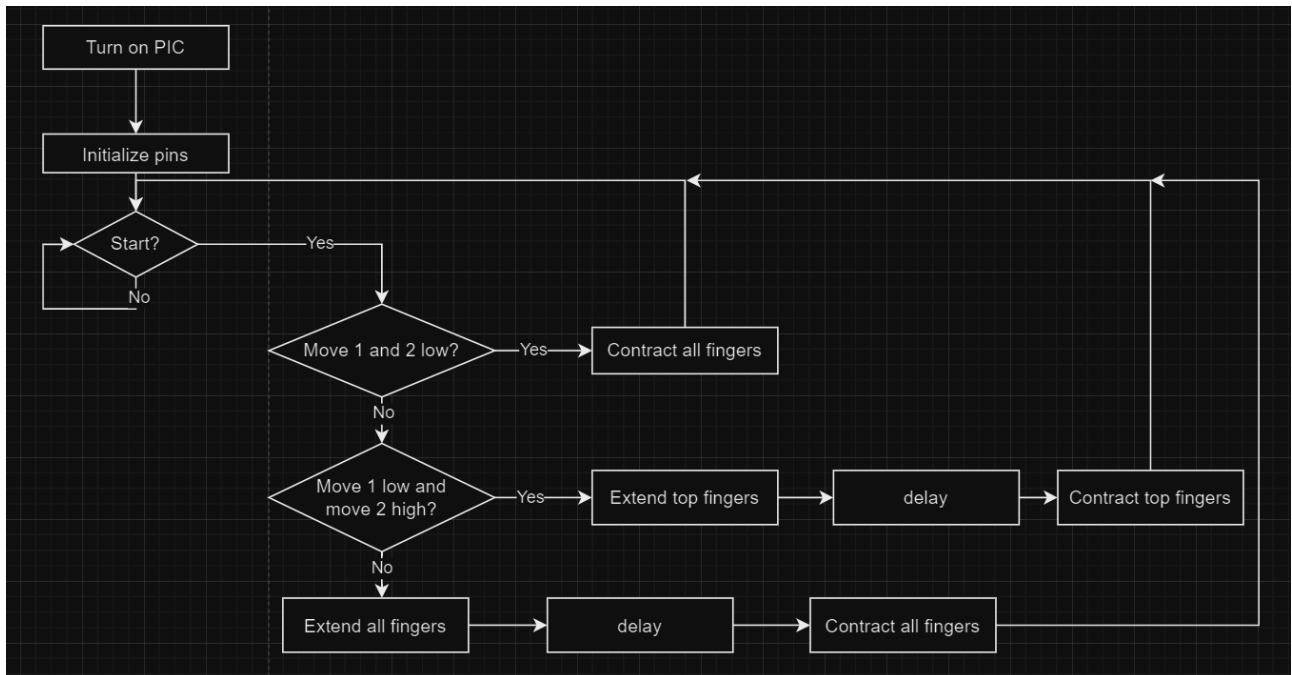 Turn on PIC
Initialize pins
Start?
Yes
No
Move 1 and 2 low?
Yes
Contract all fingers
No
Move 1 low and
move 2 high?
Yes
Extend top fingers
delay
Contract top fingers
No
Extend all fingers
delay
Contract all fingers